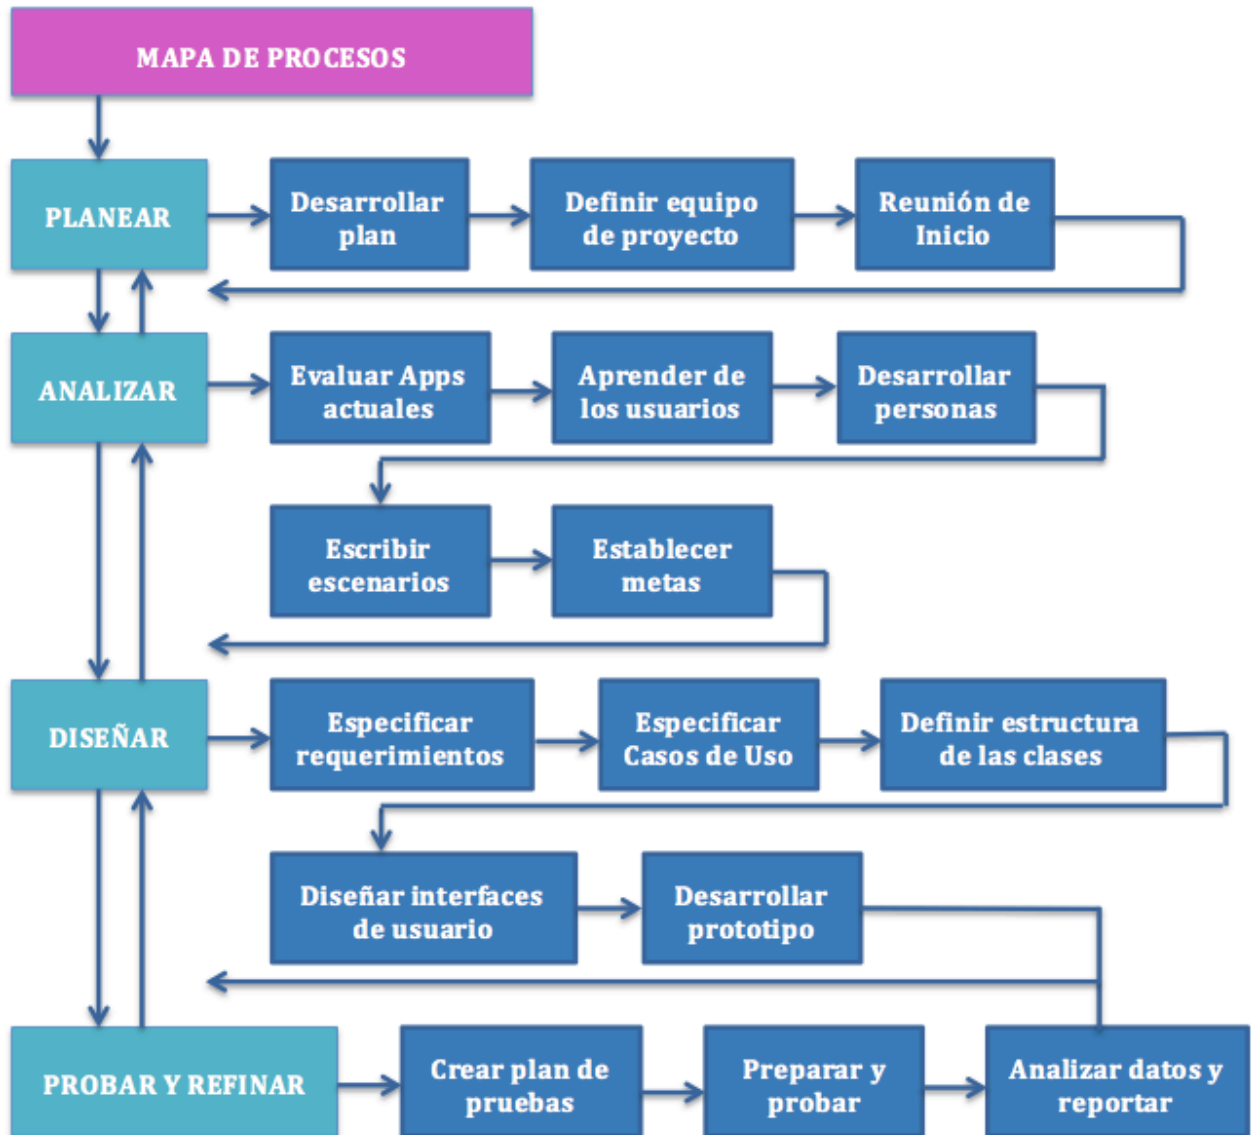 MAPA DE PROCESOS
PLANEAR
Desarrollar
plan
Definir equipo
de proyecto
Reunión de
Inicio
ANALIZAR
Evaluar Apps
actuales
Aprender de
los usuarios
Desarrollar
personas
Escribir
escenarios
Establecer
metas
DISEÑAR
Especificar
requerimientos
Especificar
Casos de Uso
Definir estructura
de las clases
Diseñar interfaces
de usuario
Desarrollar
prototipo
PROBAR Y REFINAR
Crear plan de
pruebas
Preparar y
probar
Analizar datos y
reportar